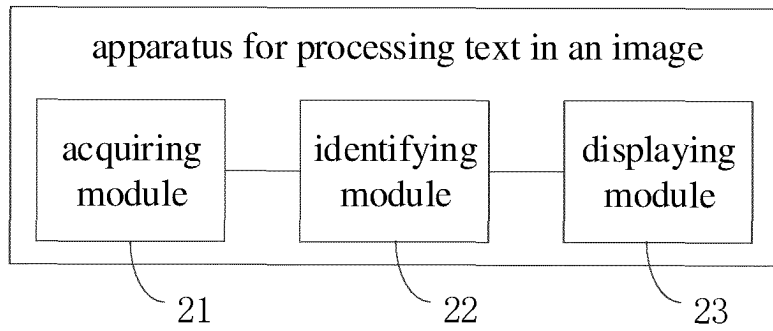 apparatus for processing text in an image
acquiring
module
identifying
module
displaying
module
21
22
23